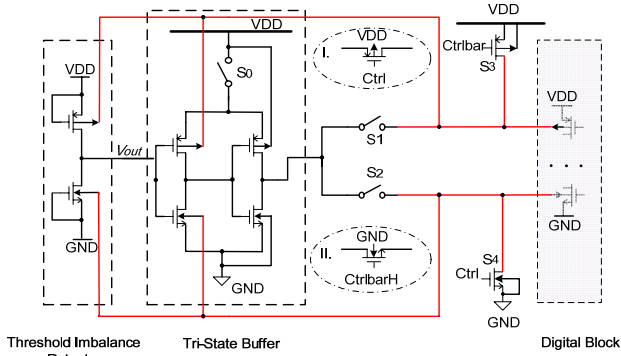 VDD
VDD
Ctrlbar
S3
I.
VDD
Ctrl
S0
VDD
VDD
Vout
S1
. . .
S2
GND
II.
GND
CtrlbarH
GND
GND
S4
Ctrl
GND
Threshold Imbalance
Tri-State Buffer
Digital Block